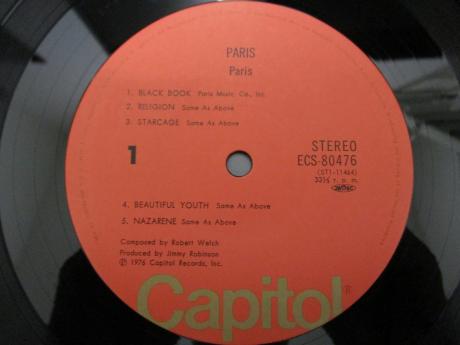 PARIS
Paris
1. BLACK BOOK Paris Music Co., Inc.
2. RELIGION Same As Above
3. STARCAGE Same As Above
1
STEREO
ECS-80476
(ST1-11464)
33⅓ r. p. m.
4. BEAUTIFUL YOUTH Same As Above
5. NAZARENE Same As Above
Composed by Robert Welch
Produced by Jimmy Robinson
℗ 1976 Capitol Records, Inc.
Capitol®